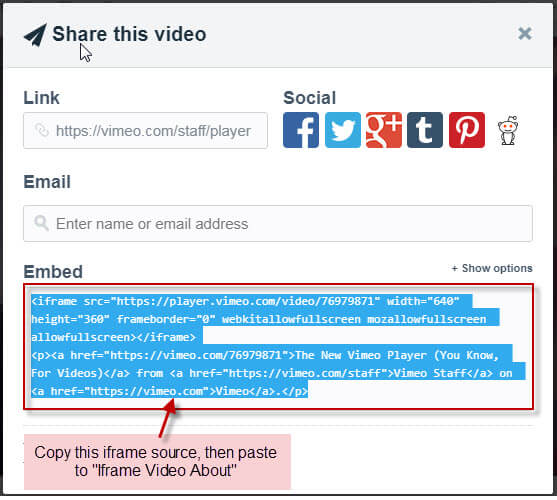 Share this video
Link
Social
https://vimeo.com/staff/player
f
g+
t
Email
Enter name or email address
Embed
+ Show options
<iframe src="https://player.vimeo.com/video/76979871" width="640"
height="360" frameborder="0" webkitallowfullscreen mozallowfullscreen
allowfullscreen></iframe>
<p><a href="https://vimeo.com/76979871">The New Vimeo Player (You Know,
For Videos)</a> from <a href="https://vimeo.com/staff">Vimeo Staff</a> on
<a href="https://vimeo.com">Vimeo</a>.</p>
Copy this iframe source, then paste
to "Iframe Video About"